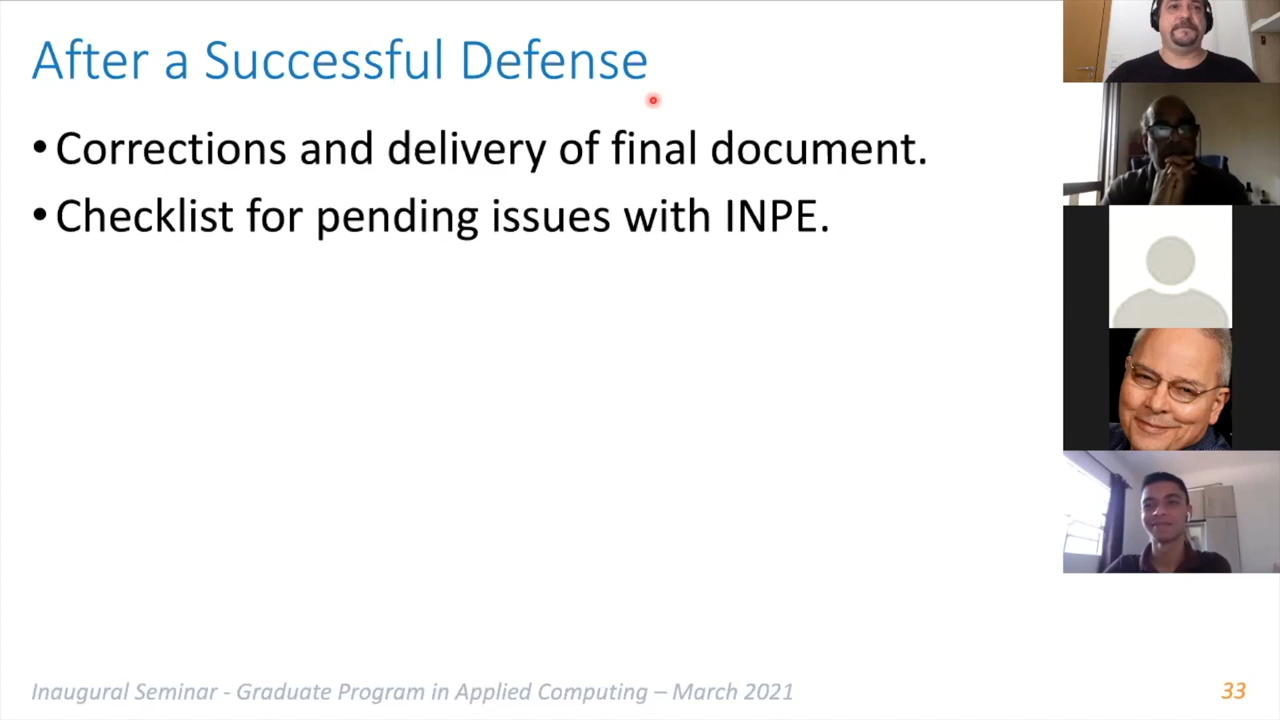 After a Successful Defense
• Corrections and delivery of final document.
• Checklist for pending issues with INPE.
Inaugural Seminar - Graduate Program in Applied Computing – March 2021
33